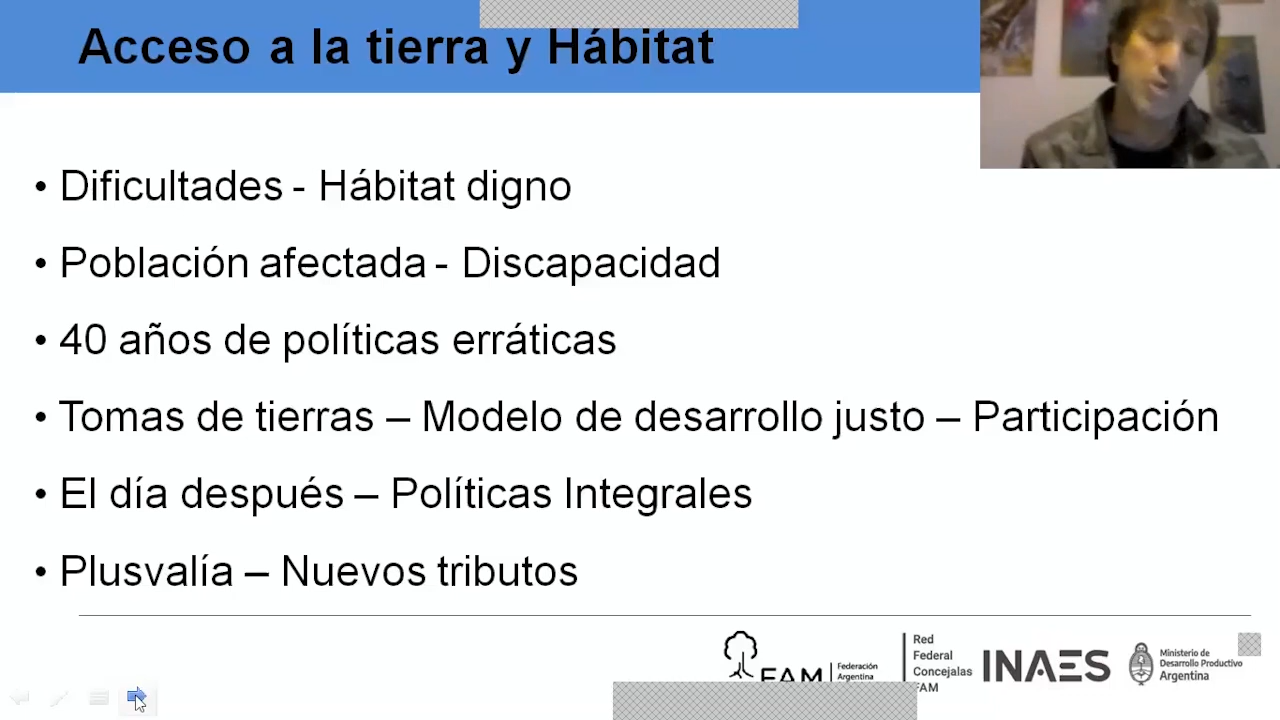 Acceso a la tierra y Hábitat
• Dificultades - Hábitat digno
• Población afectada - Discapacidad
• 40 años de políticas erráticas
• Tomas de tierras – Modelo de desarrollo justo – Participación
• El día después – Políticas Integrales
• Plusvalía – Nuevos tributos
FAM
Federación
Argentina
Red
Federal
Concejalas
FAM
INAES
Ministerio de
Desarrollo Productivo
Argentina